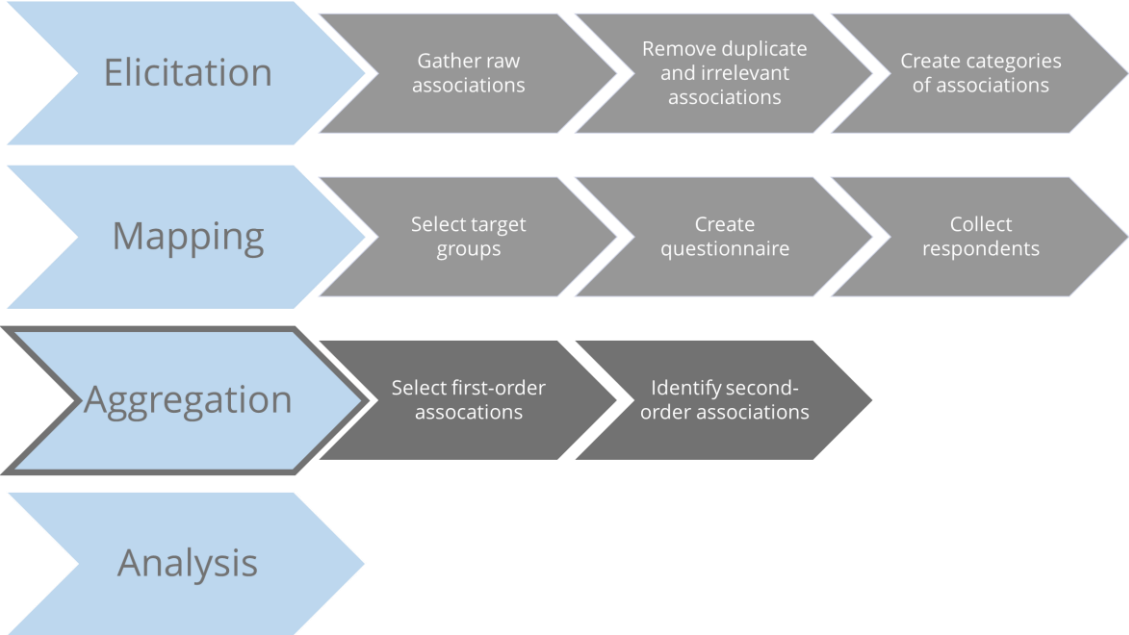 Elicitation
Gather raw
associations
Remove duplicate
and irrelevant
associations
Create categories
of associations
Mapping
Select target
groups
Create
questionnaire
Collect
respondents
Aggregation
Select first-order
assocations
Identify second-
order associations
Analysis